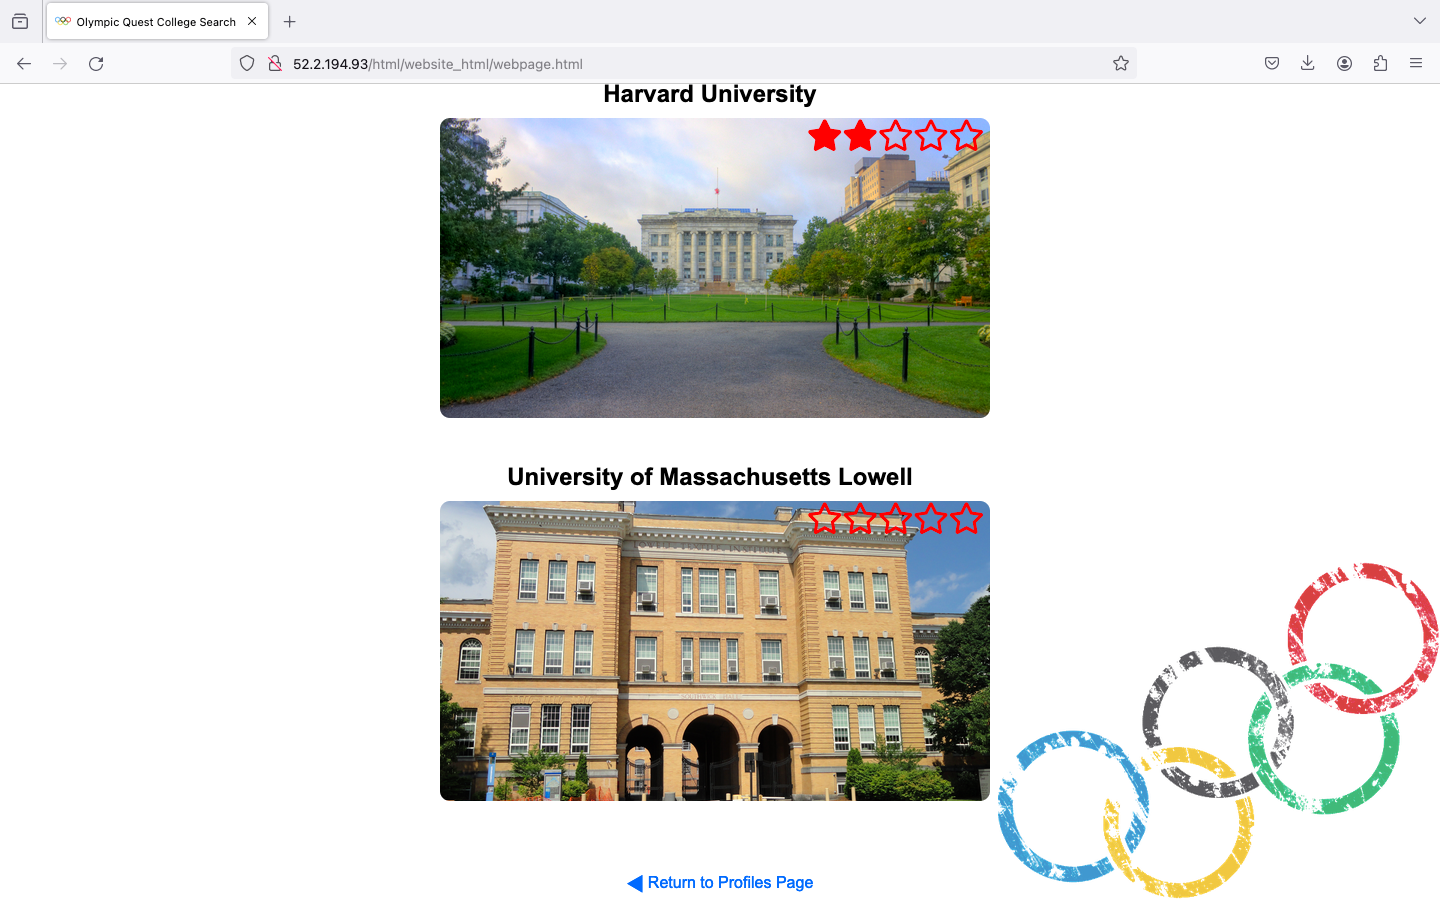 Olympic Quest College Search
52.2.194.93/html/website_html/webpage.html
Harvard University
University of Massachusetts Lowell
Return to Profiles Page